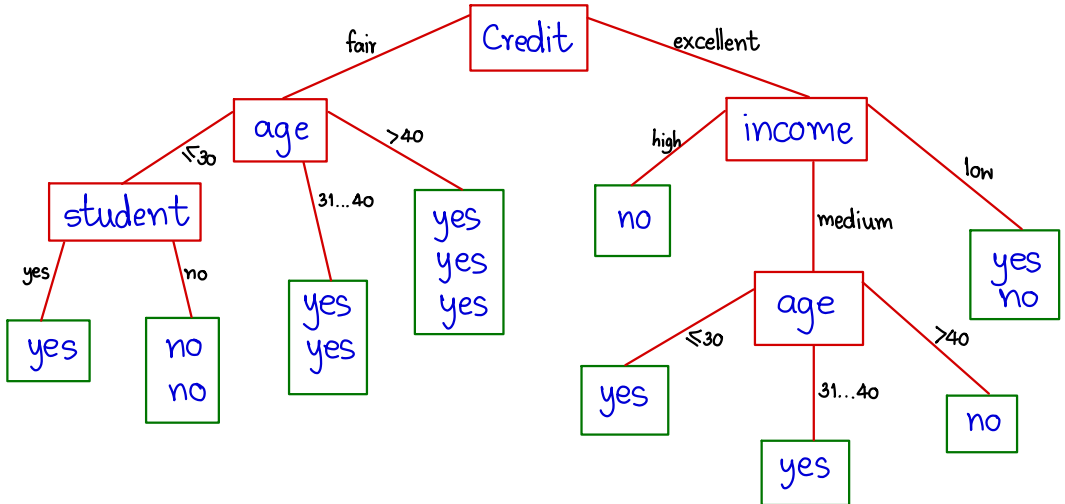 Credit
fair
excellent
age
income
≤30
>40
high
low
student
31...40
yes
yes
yes
no
medium
yes
no
yes
no
yes
yes
age
yes
no
no
≤30
>40
31...40
yes
no
yes